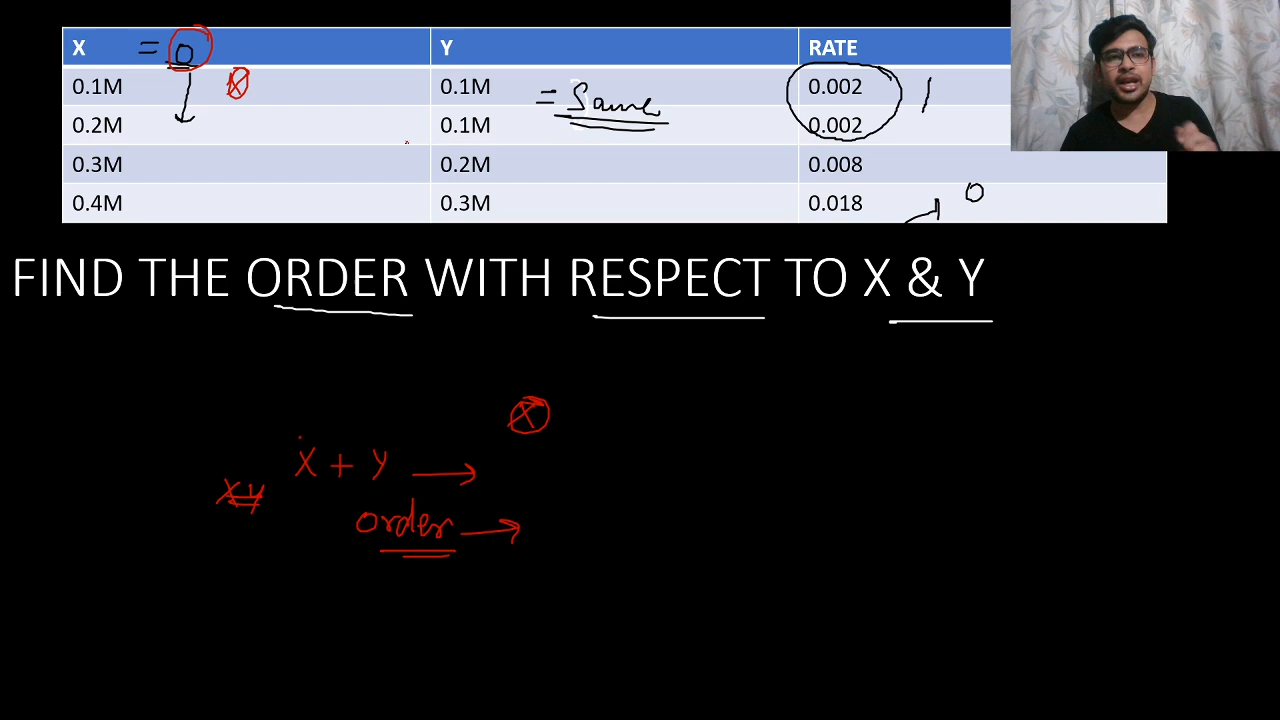 X = 0 Y RATE
0.1M X 0.1M = Same 0.002 1
0.2M 0.1M 0.002
0.3M 0.2M 0.008
0.4M 0.3M 0.018 0
FIND THE ORDER WITH RESPECT TO X & Y
X
X + Y →
XY
order →